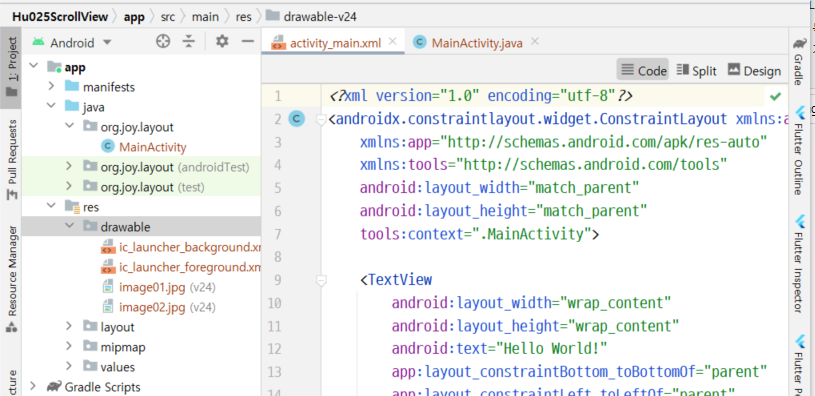 Hu025ScrollView > app > src > main > res > drawable-v24
Android
activity_main.xml
MainActivity.java
1: Project
Pull Requests
Resource Manager
app
manifests
java
org.joy.layout
MainActivity
org.joy.layout (androidTest)
org.joy.layout (test)
res
drawable
ic_launcher_background.xm
ic_launcher_foreground.xm
image01.jpg (v24)
image02.jpg (v24)
layout
mipmap
values
Gradle Scripts
Code
Split
Design
1 <?xml version="1.0" encoding="utf-8"?>
2 <androidx.constraintlayout.widget.ConstraintLayout xmlns:a
3 xmlns:app="http://schemas.android.com/apk/res-auto"
4 xmlns:tools="http://schemas.android.com/tools"
5 android:layout_width="match_parent"
6 android:layout_height="match_parent"
7 tools:context=".MainActivity">
8
9 <TextView
10 android:layout_width="wrap_content"
11 android:layout_height="wrap_content"
12 android:text="Hello World!"
13 app:layout_constraintBottom_toBottomOf="parent"
14 app:layout_constraintLeft_toLeftOf="parent"
Gradle
Flutter Outline
Flutter Inspector